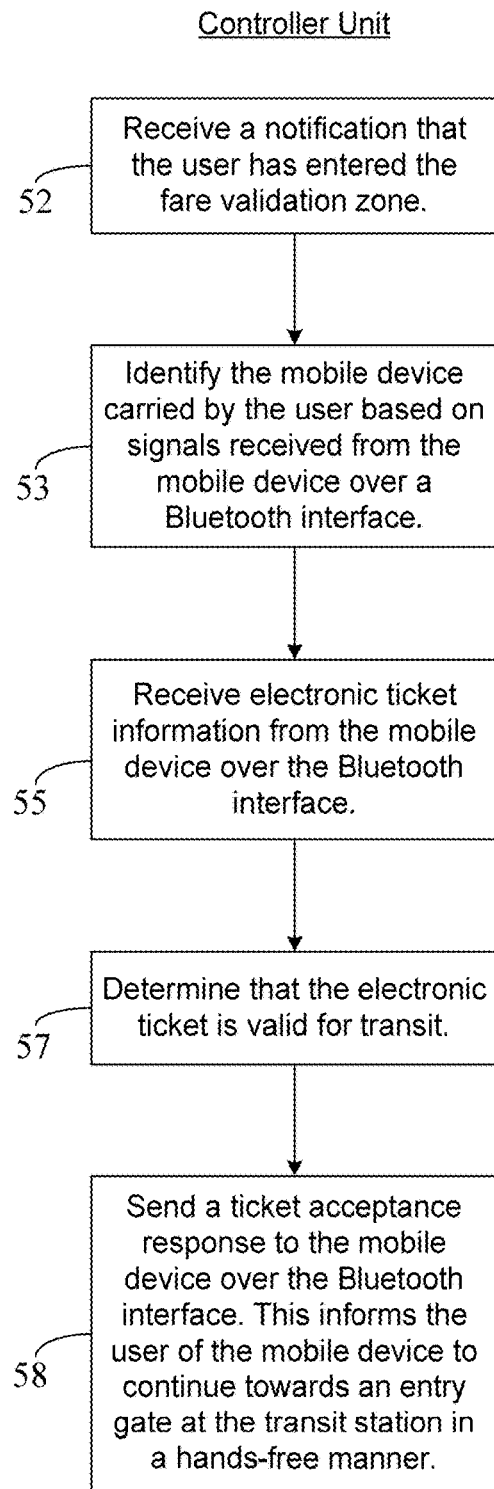 Controller Unit
Receive a notification that
the user has entered the
fare validation zone.
52
Identify the mobile device
carried by the user based on
signals received from the
mobile device over a
Bluetooth interface.
53
Receive electronic ticket
information from the mobile
device over the Bluetooth
interface.
55
Determine that the electronic
ticket is valid for transit.
57
Send a ticket acceptance
response to the mobile
device over the Bluetooth
interface. This informs the
user of the mobile device to
continue towards an entry
gate at the transit station in
a hands-free manner.
58